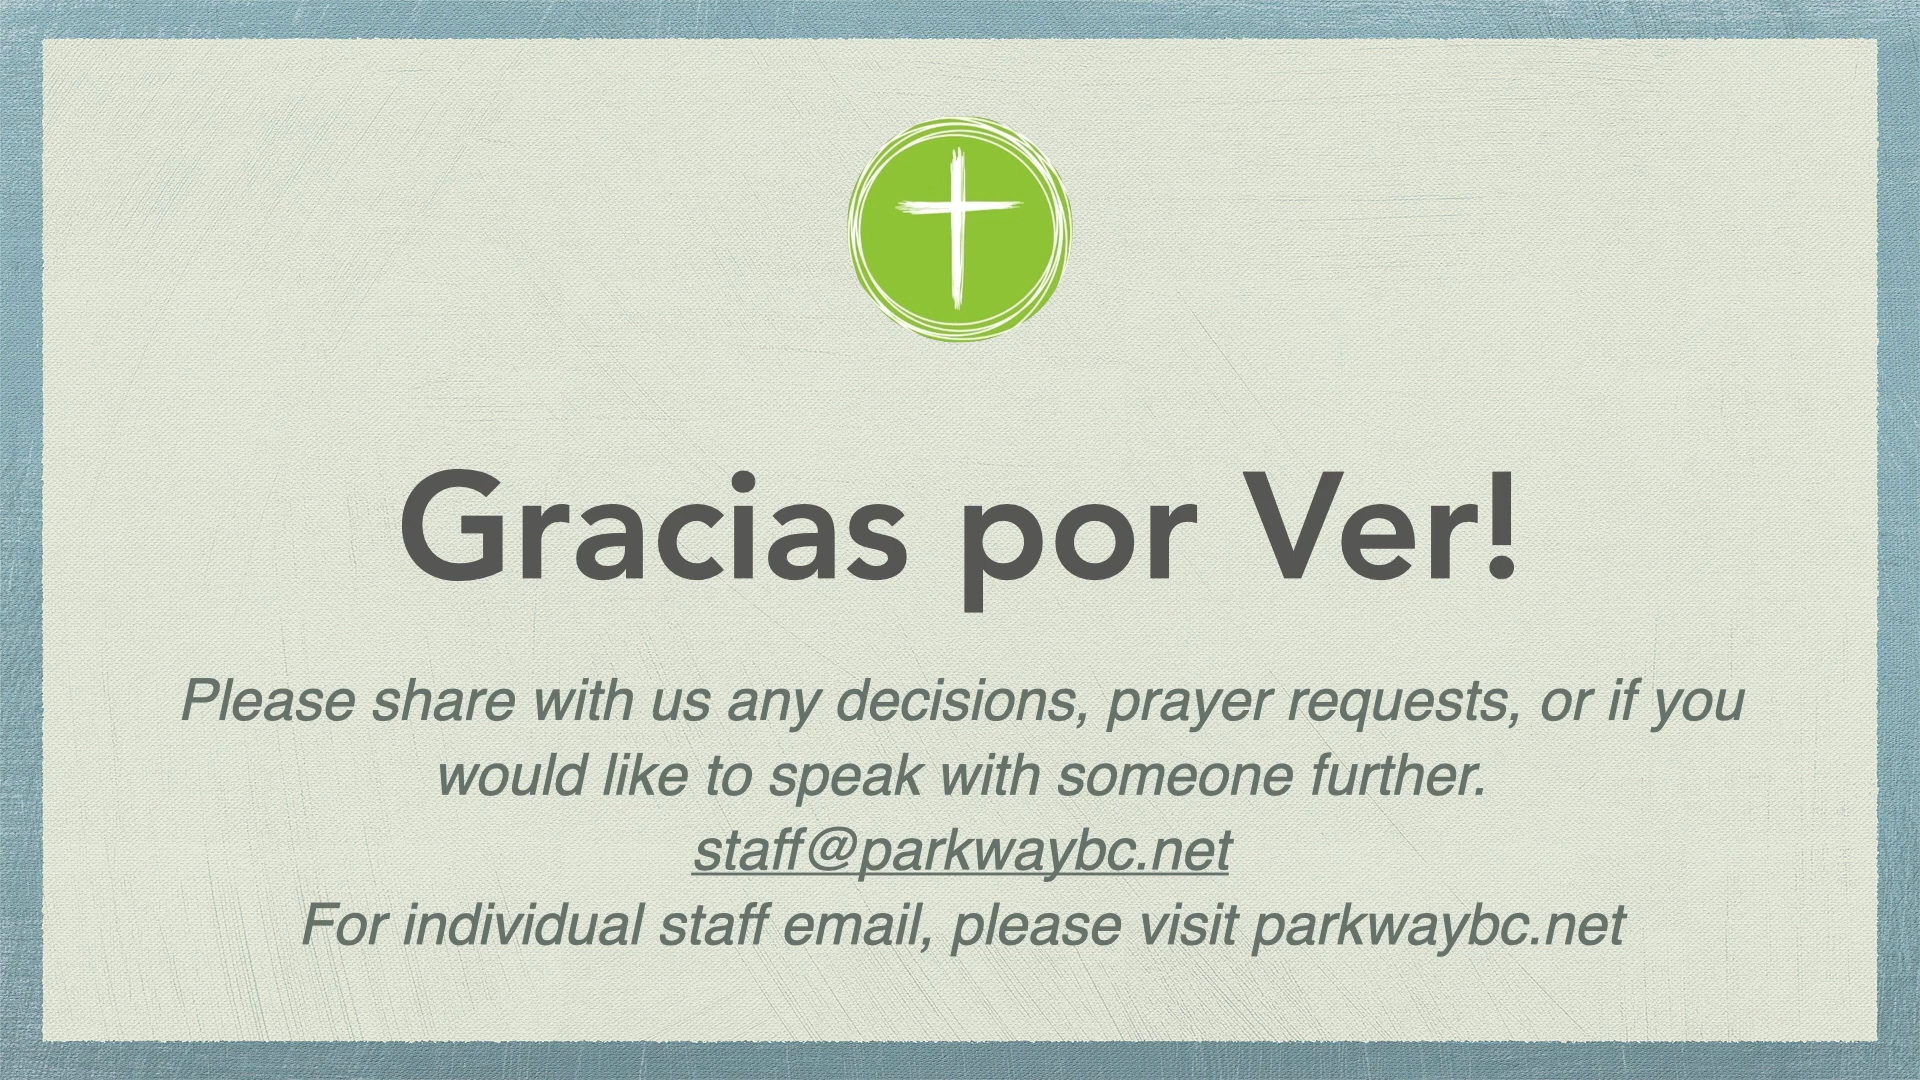 Gracias por Ver!
Please share with us any decisions, prayer requests, or if you
would like to speak with someone further.
staff@parkwaybc.net
For individual staff email, please visit parkwaybc.net